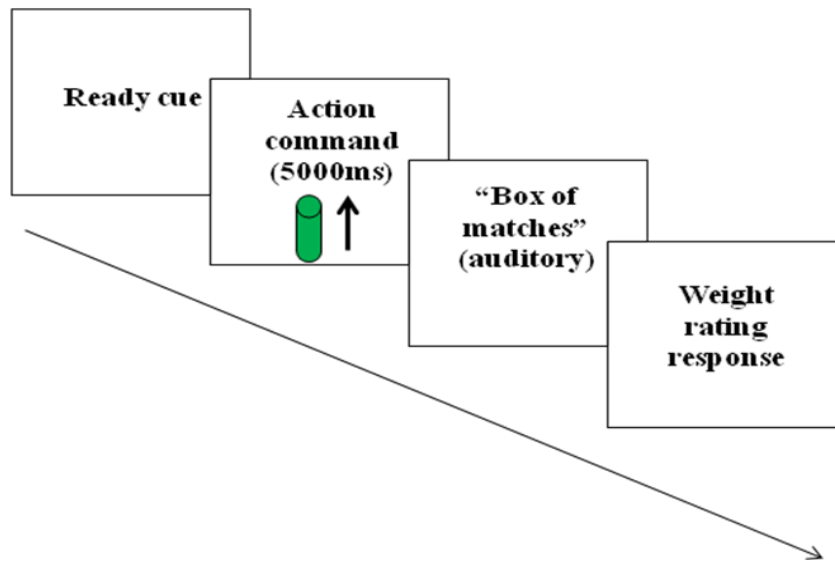 Ready cue
Action
command
(5000ms)
“Box of
matches”
(auditory)
Weight
rating
response